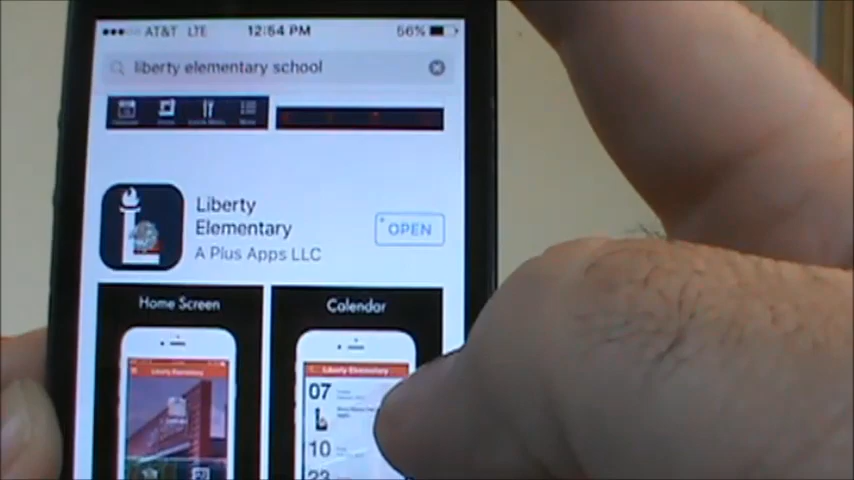 AT&T LTE 12:54 PM 56%
liberty elementary school
Liberty
Elementary
A Plus Apps LLC
OPEN
Home Screen
Calendar
Liberty Elementary
Liberty Elementary
07
10